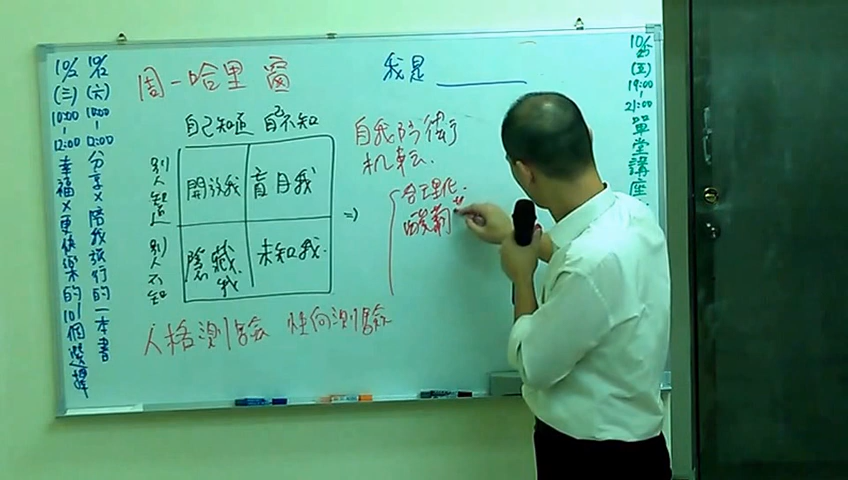 周-哈里 窗
我是
自己知道 自己不知
別人知道
開放我 盲目我
別人不知
隱藏我 未知我
自我防衛
机転
合理化
酸葡
人格測驗 性向測驗
10/2 (三) 10:00-12:00 幸福×更快樂的101個選擇
10/12 (六) 10:00-12:00 分享×陪我旅行的一本書
10/25 (五) 19:00-21:00 單堂講座